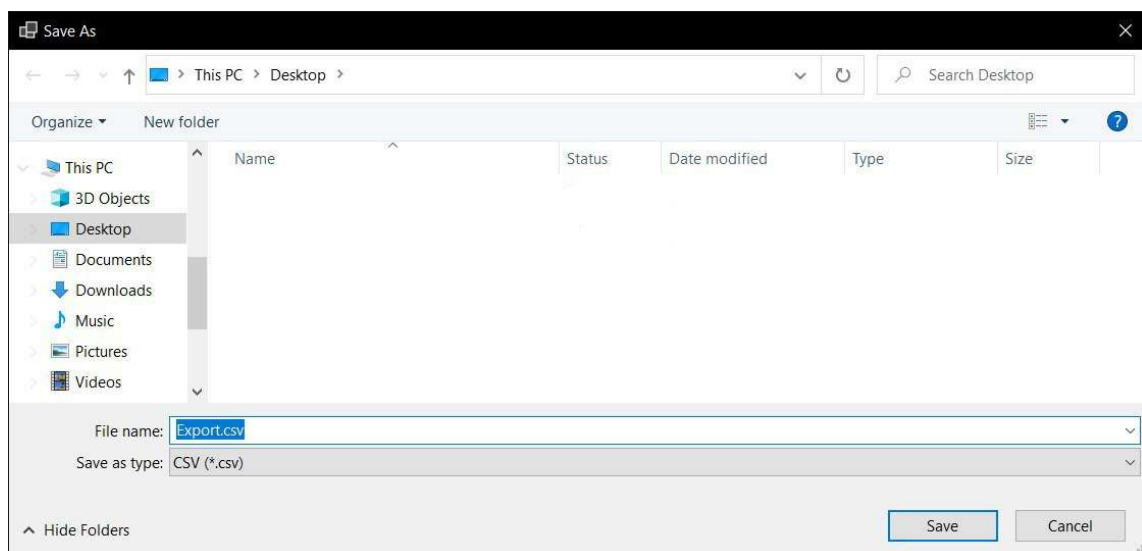 Save As
This PC > Desktop >
Search Desktop
Organize
New folder
Name
Status
Date modified
Type
Size
This PC
3D Objects
Desktop
Documents
Downloads
Music
Pictures
Videos
File name: Export.csv
Save as type: CSV (*.csv)
Hide Folders
Save
Cancel